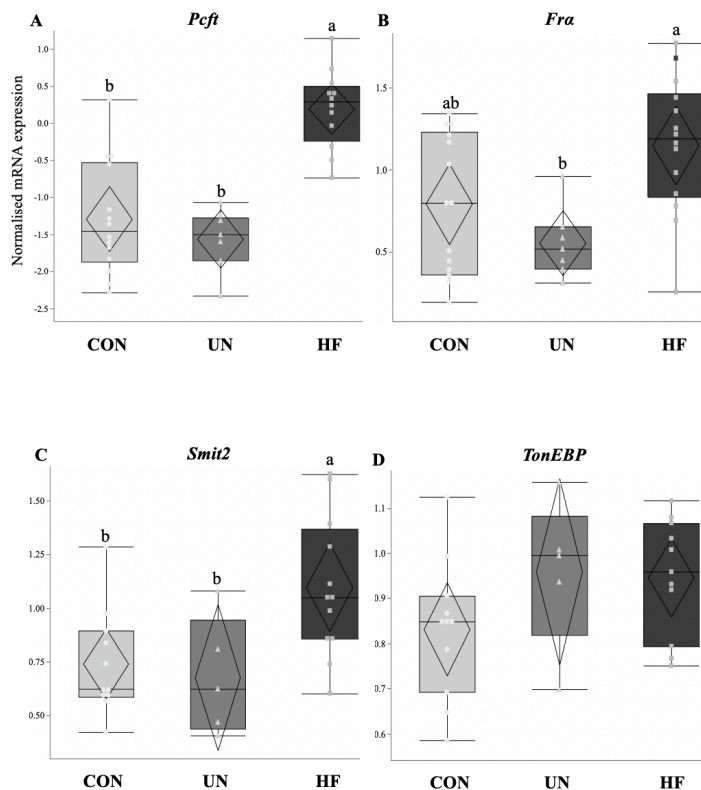 A Pcft
B Frα
a
a
b
ab
b
b
Normalised mRNA expression
1.0
0.5
0.0
-0.5
-1.0
-1.5
-2.0
-2.5
1.5
1.0
0.5
CON UN HF
CON UN HF
C Smit2
D TonEBP
a
b
b
1.50
1.25
1.00
0.75
0.50
1.1
1.0
0.9
0.8
0.7
0.6
CON UN HF
CON UN HF